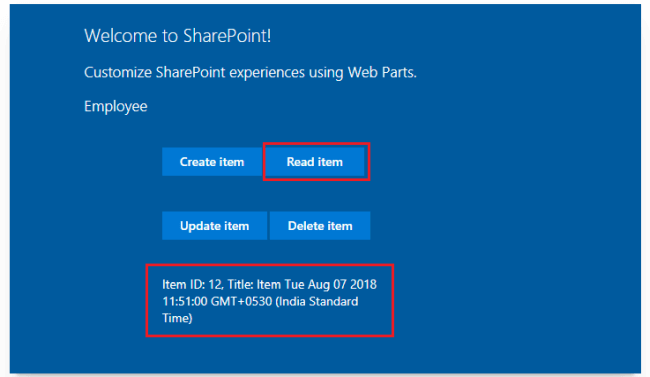 Welcome to SharePoint!
Customize SharePoint experiences using Web Parts.
Employee
Create item Read item
Update item Delete item
Item ID: 12, Title: Item Tue Aug 07 2018
11:51:00 GMT+0530 (India Standard
Time)